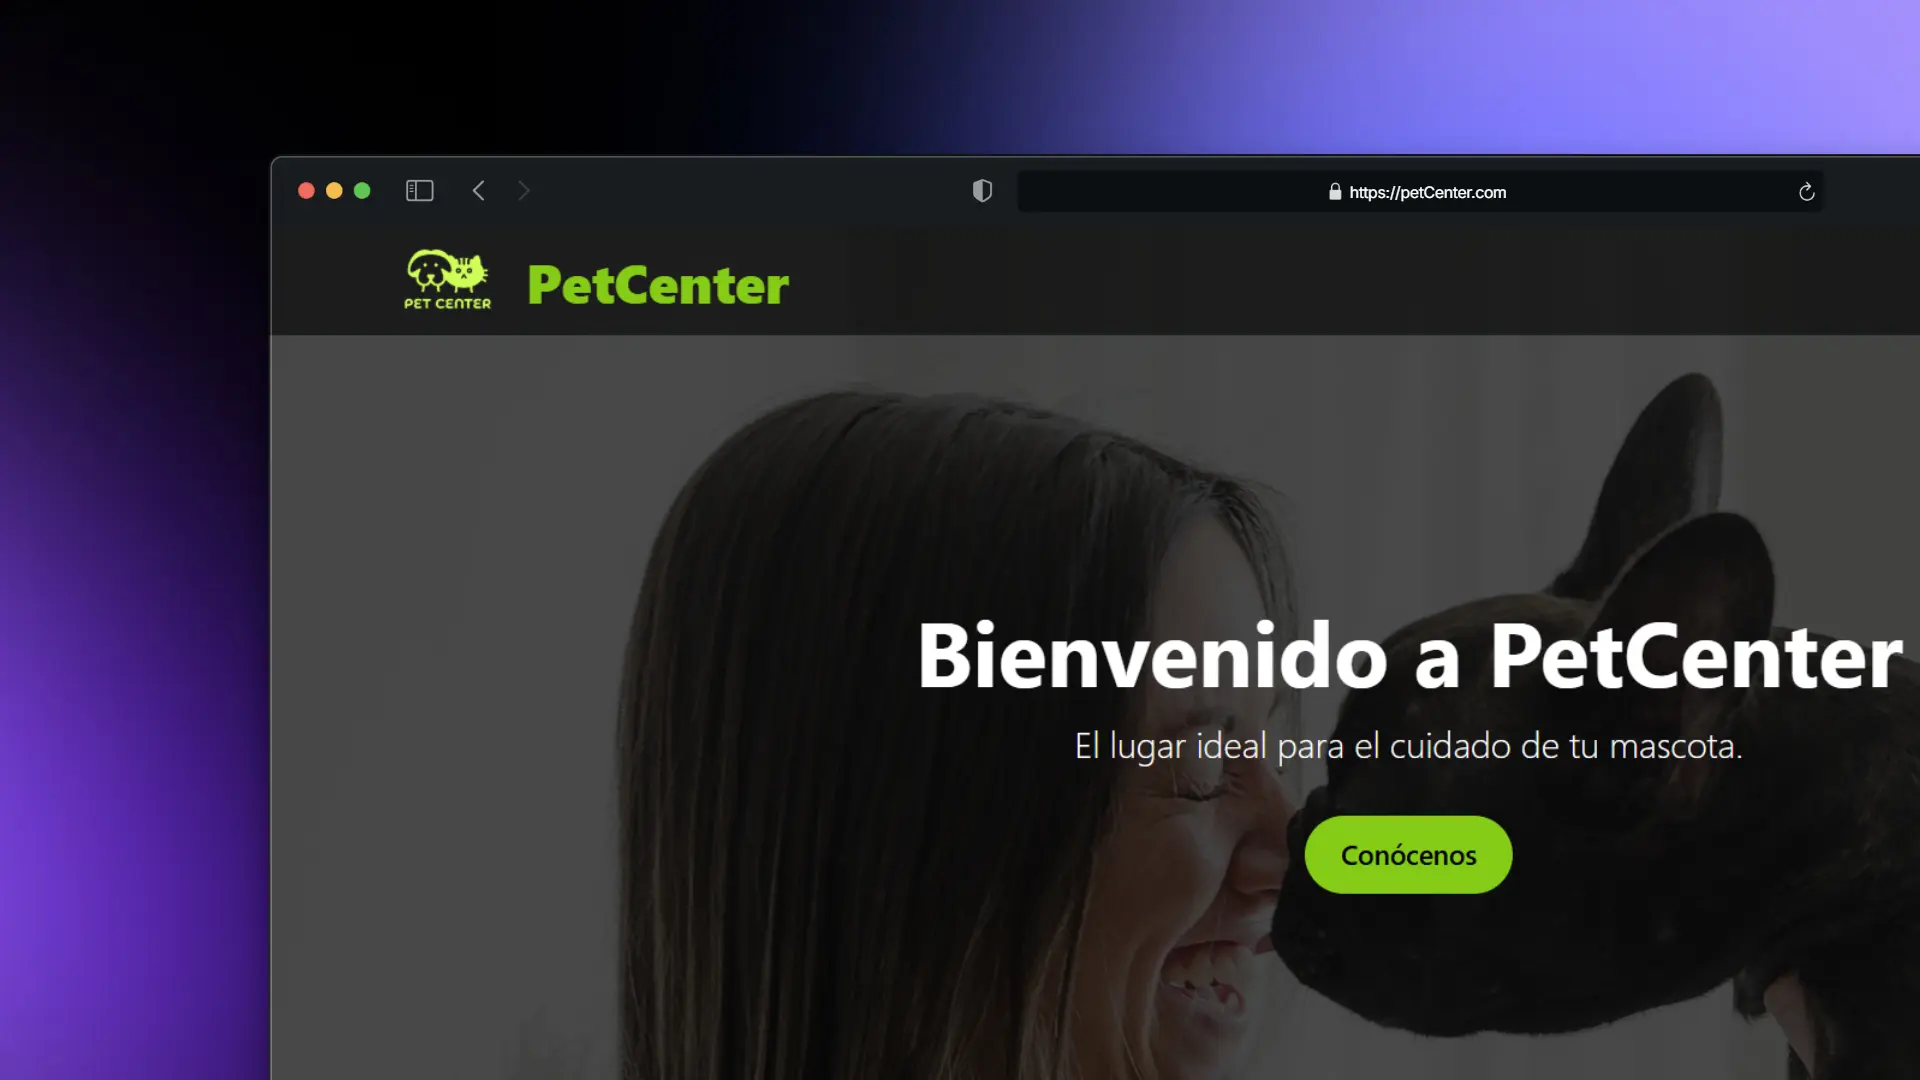 https://petCenter.com
PET CENTER
PetCenter
Bienvenido a PetCenter
El lugar ideal para el cuidado de tu mascota.
Conócenos